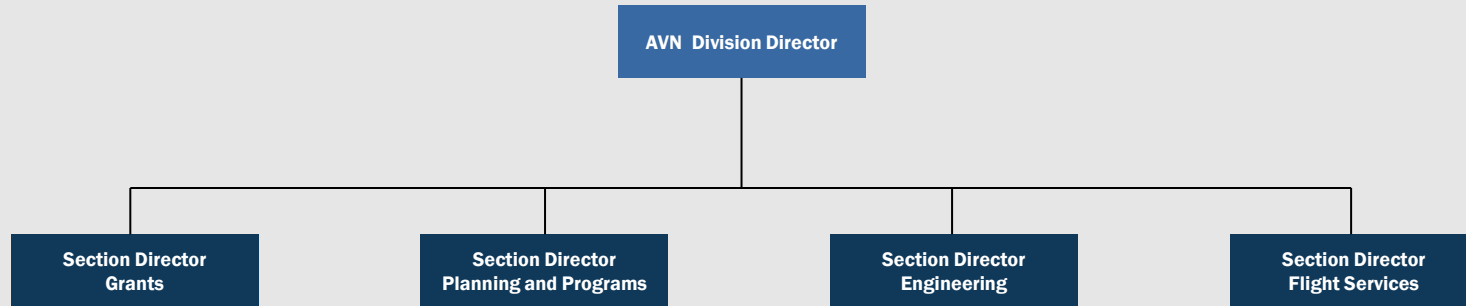 AVN  Division Director
Section Director
Grants
Section Director
Planning and Programs
Section Director
Engineering
Section Director
Flight Services